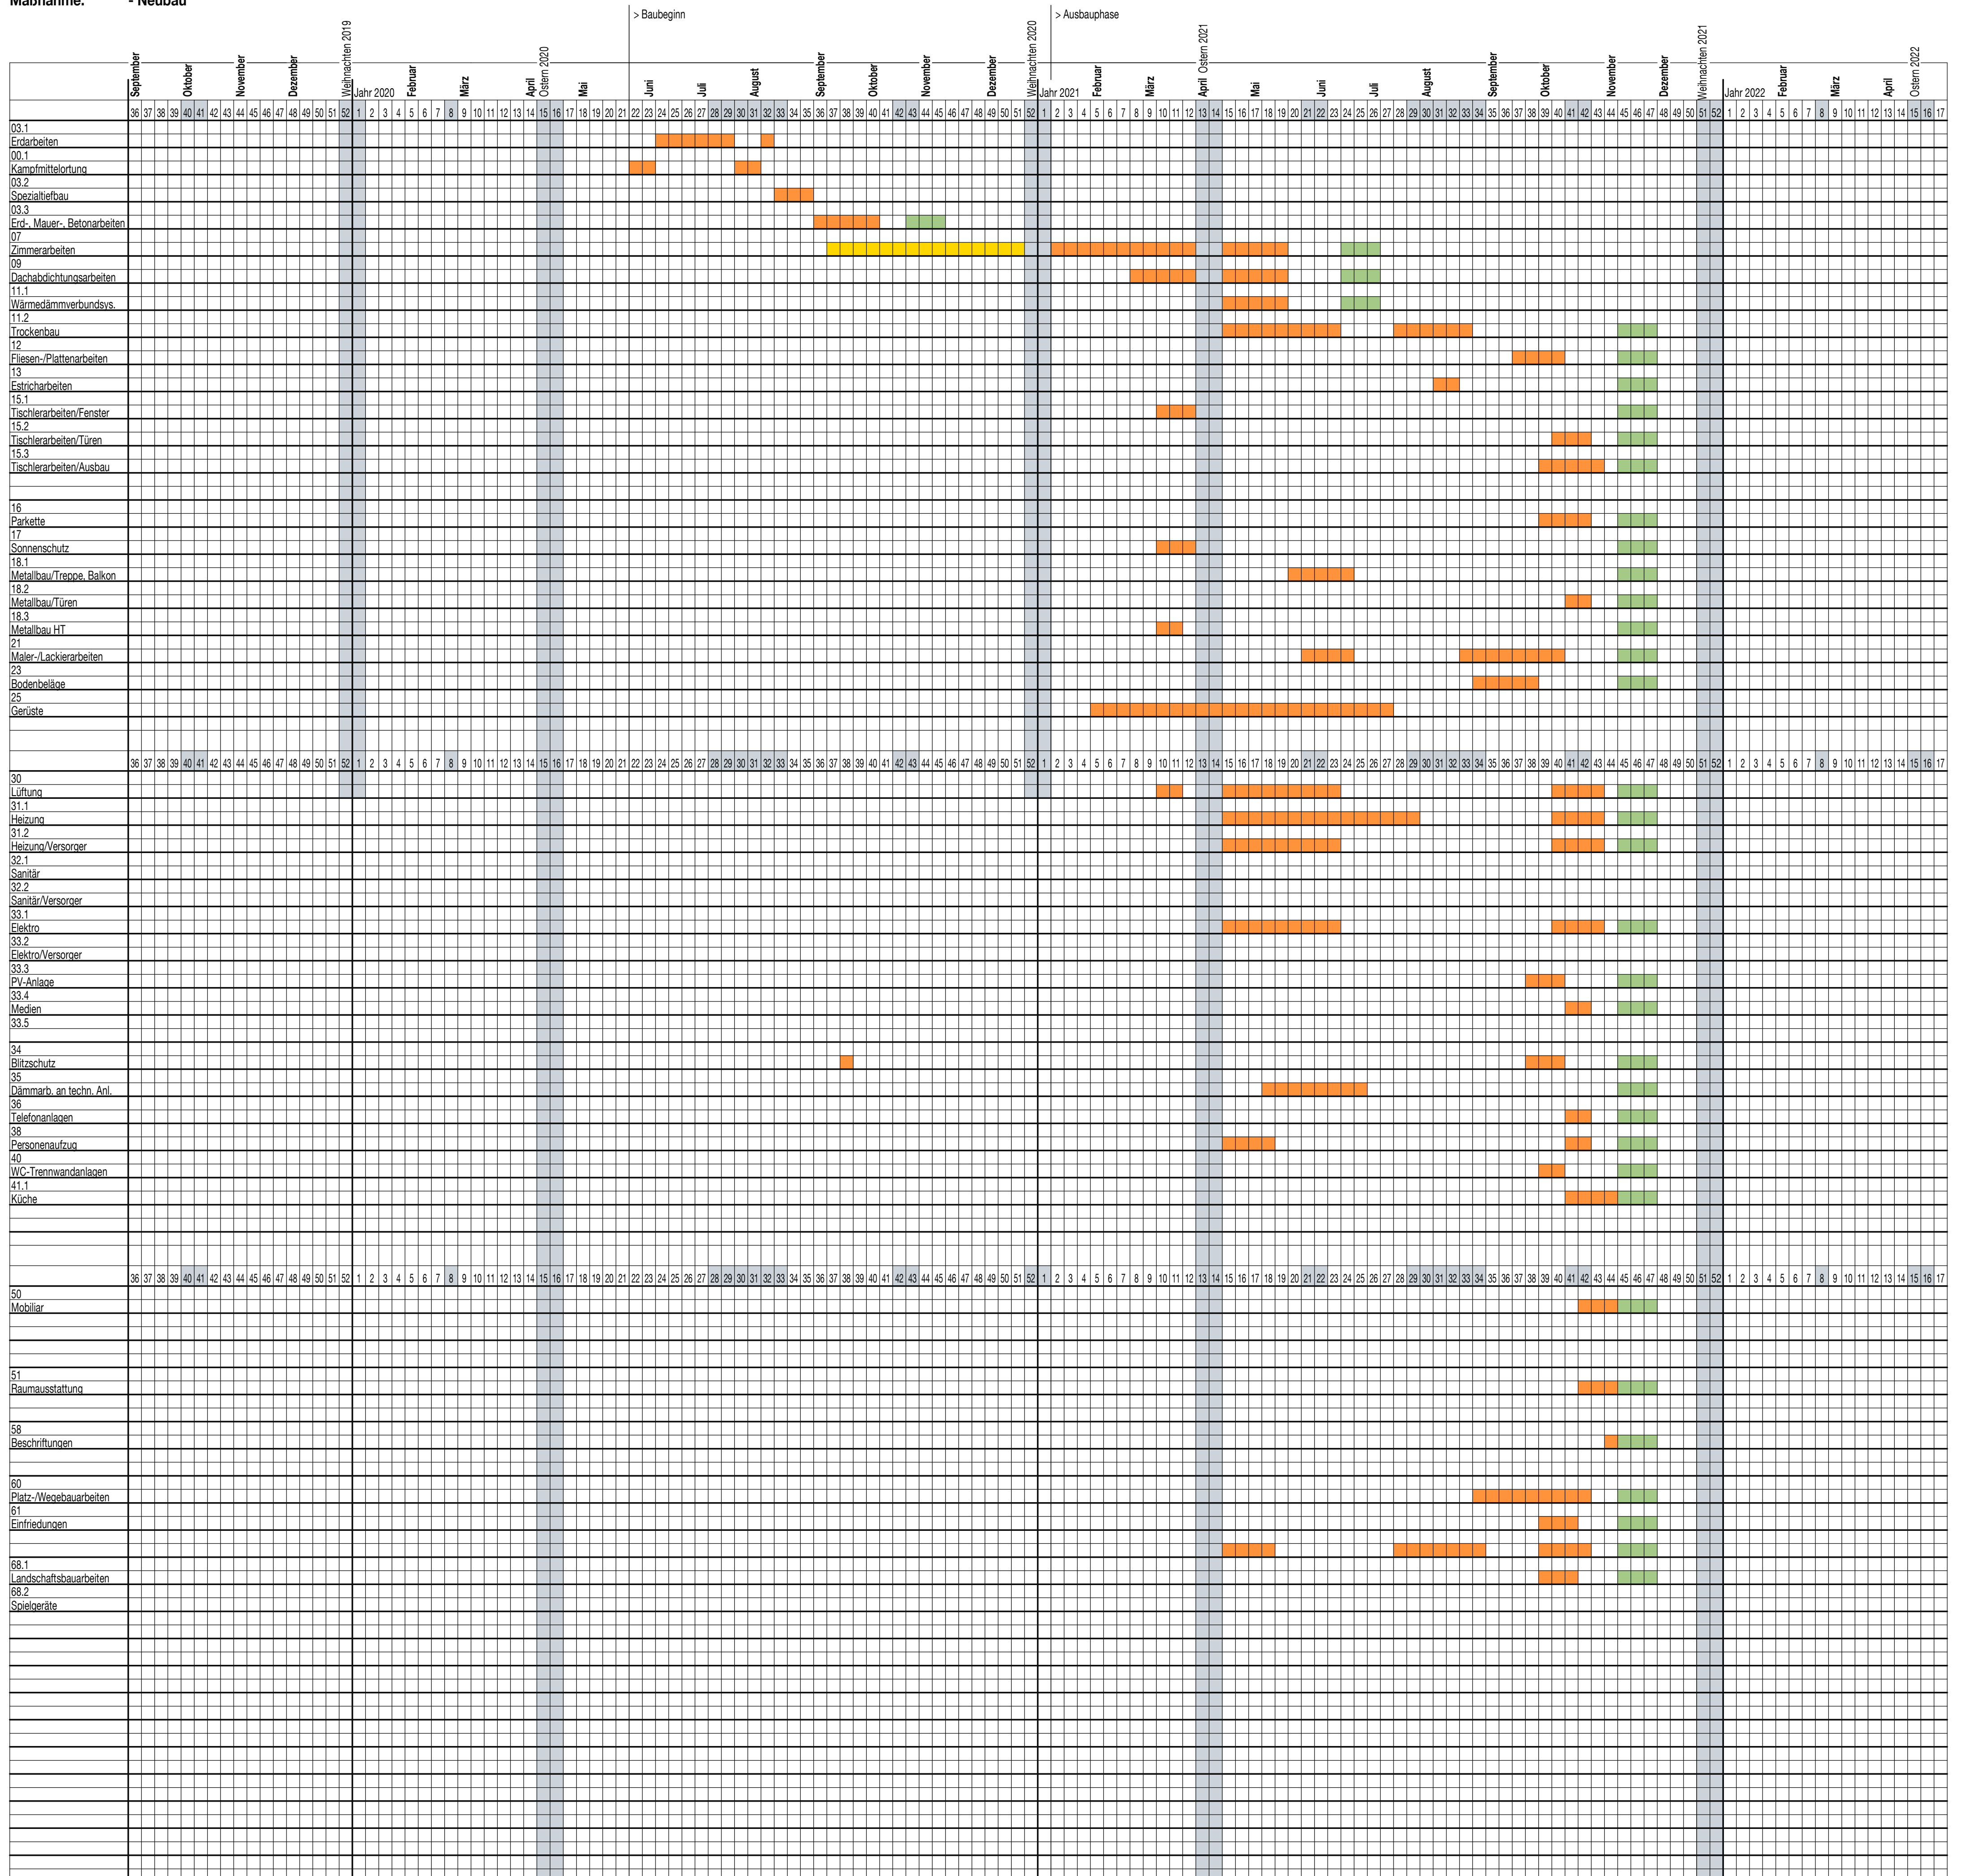 Maßnahme: - Neubau
> Baubeginn > Ausbauphase
September Oktober November Dezember Weihnachten 2019 Jahr 2020 Februar März April Ostern 2020 Mai Juni Juli August September Oktober November Dezember Weihnachten 2020 Jahr 2021 Februar März April Ostern 2021 Mai Juni Juli August September Oktober November Dezember Weihnachten 2021 Jahr 2022 Februar März April Ostern 2022
36 37 38 39 40 41 42 43 44 45 46 47 48 49 50 51 52 1 2 3 4 5 6 7 8 9 10 11 12 13 14 15 16 17 18 19 20 21 22 23 24 25 26 27 28 29 30 31 32 33 34 35 36 37 38 39 40 41 42 43 44 45 46 47 48 49 50 51 52 1 2 3 4 5 6 7 8 9 10 11 12 13 14 15 16 17 18 19 20 21 22 23 24 25 26 27 28 29 30 31 32 33 34 35 36 37 38 39 40 41 42 43 44 45 46 47 48 49 50 51 52 1 2 3 4 5 6 7 8 9 10 11 12 13 14 15 16 17
03.1
Erdarbeiten
00.1
Kampfmittelortung
03.2
Spezialtiefbau
03.3
Erd-, Mauer-, Betonarbeiten
07
Zimmerarbeiten
09
Dachabdichtungsarbeiten
11.1
Wärmedämmverbundsys.
11.2
Trockenbau
12
Fliesen-/Plattenarbeiten
13
Estricharbeiten
15.1
Tischlerarbeiten/Fenster
15.2
Tischlerarbeiten/Türen
15.3
Tischlerarbeiten/Ausbau
16
Parkette
17
Sonnenschutz
18.1
Metallbau/Treppe, Balkon
18.2
Metallbau/Türen
18.3
Metallbau HT
21
Maler-/Lackierarbeiten
23
Bodenbeläge
25
Gerüste
36 37 38 39 40 41 42 43 44 45 46 47 48 49 50 51 52 1 2 3 4 5 6 7 8 9 10 11 12 13 14 15 16 17 18 19 20 21 22 23 24 25 26 27 28 29 30 31 32 33 34 35 36 37 38 39 40 41 42 43 44 45 46 47 48 49 50 51 52 1 2 3 4 5 6 7 8 9 10 11 12 13 14 15 16 17 18 19 20 21 22 23 24 25 26 27 28 29 30 31 32 33 34 35 36 37 38 39 40 41 42 43 44 45 46 47 48 49 50 51 52 1 2 3 4 5 6 7 8 9 10 11 12 13 14 15 16 17
30
Lüftung
31.1
Heizung
31.2
Heizung/Versorger
32.1
Sanitär
32.2
Sanitär/Versorger
33.1
Elektro
33.2
Elektro/Versorger
33.3
PV-Anlage
33.4
Medien
33.5
34
Blitzschutz
35
Dämmarb. an techn. Anl.
36
Telefonanlagen
38
Personenaufzug
40
WC-Trennwandanlagen
41.1
Küche
36 37 38 39 40 41 42 43 44 45 46 47 48 49 50 51 52 1 2 3 4 5 6 7 8 9 10 11 12 13 14 15 16 17 18 19 20 21 22 23 24 25 26 27 28 29 30 31 32 33 34 35 36 37 38 39 40 41 42 43 44 45 46 47 48 49 50 51 52 1 2 3 4 5 6 7 8 9 10 11 12 13 14 15 16 17 18 19 20 21 22 23 24 25 26 27 28 29 30 31 32 33 34 35 36 37 38 39 40 41 42 43 44 45 46 47 48 49 50 51 52 1 2 3 4 5 6 7 8 9 10 11 12 13 14 15 16 17
50
Mobiliar
51
Raumausstattung
58
Beschriftungen
60
Platz-/Wegebauarbeiten
61
Einfriedungen
68.1
Landschaftsbauarbeiten
68.2
Spielgeräte